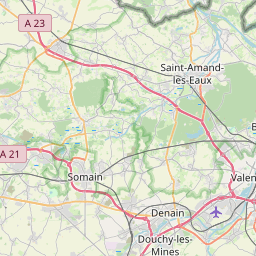 A 23
Saint-Amand-
les-Eaux
A 21
Somain
Valen
Denain
Douchy-les-
Mines